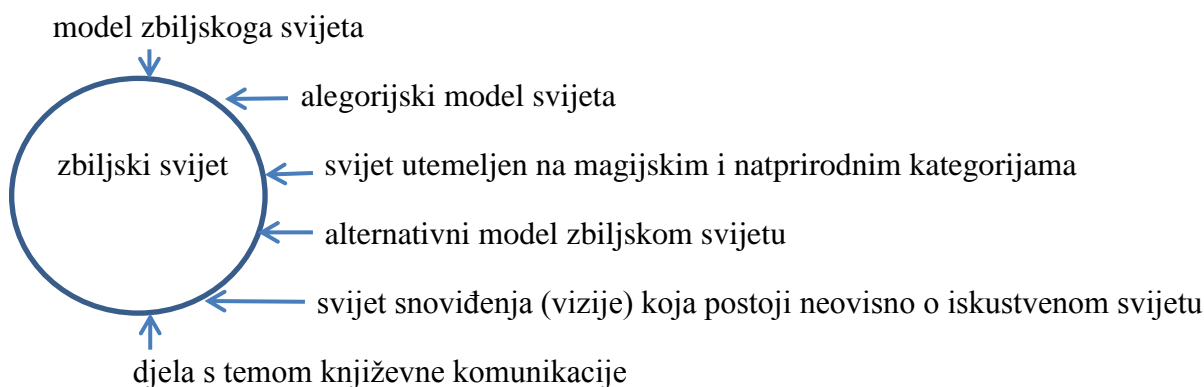 model zbiljskoga svijeta
alegorijski model svijeta
zbiljski svijet
svijet utemeljen na magijskim i natprirodnim kategorijama
alternativni model zbiljskom svijetu
svijet snoviđenja (vizije) koja postoji neovisno o iskustvenom svijetu
djela s temom književne komunikacije